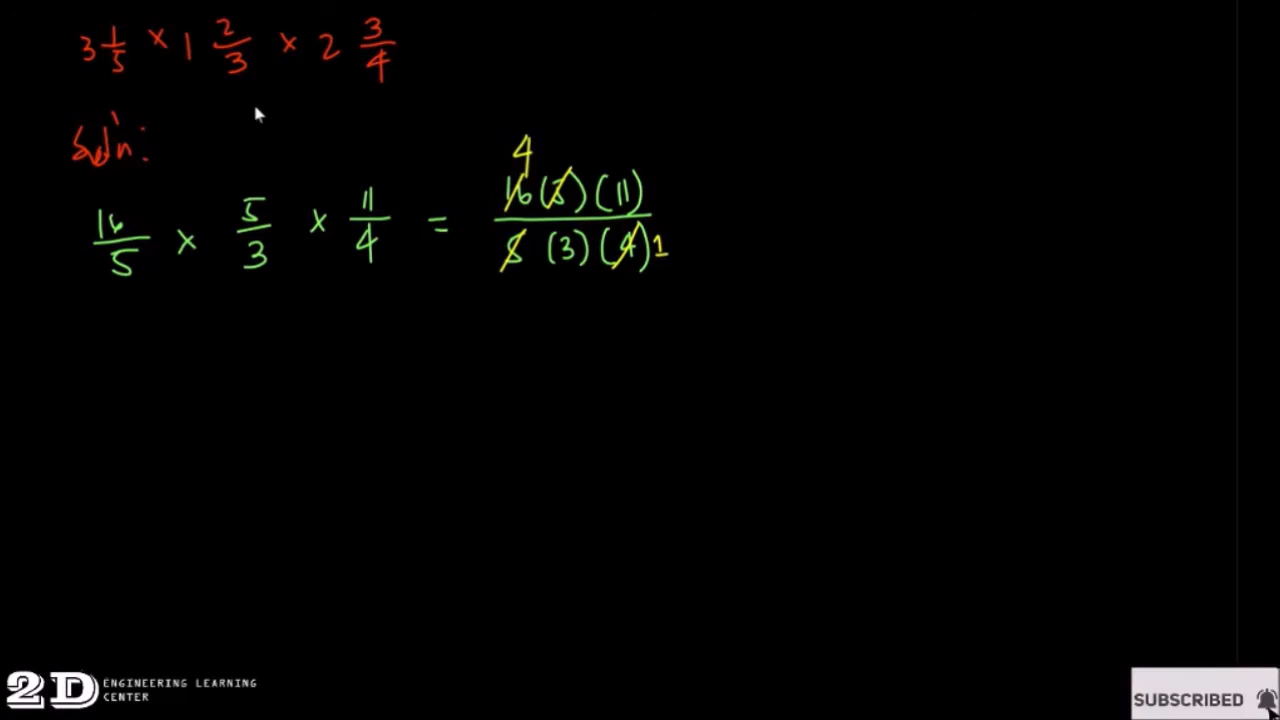 3 1/5 × 1 2/3 × 2 3/4
Sol'n:
4
16/5 × 5/3 × 11/4 = 16(5)(11)/5(3)(4) 1
2D ENGINEERING LEARNING
CENTER
SUBSCRIBED